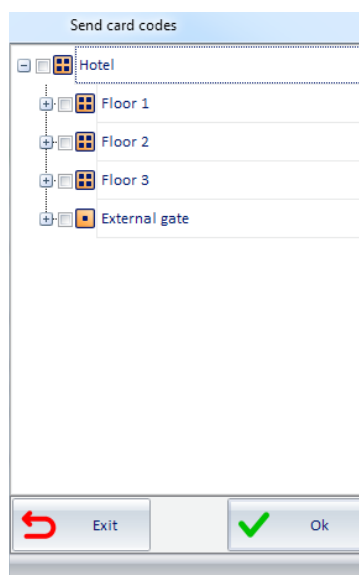 Send card codes
Hotel
Floor 1
Floor 2
Floor 3
External gate
Exit Ok